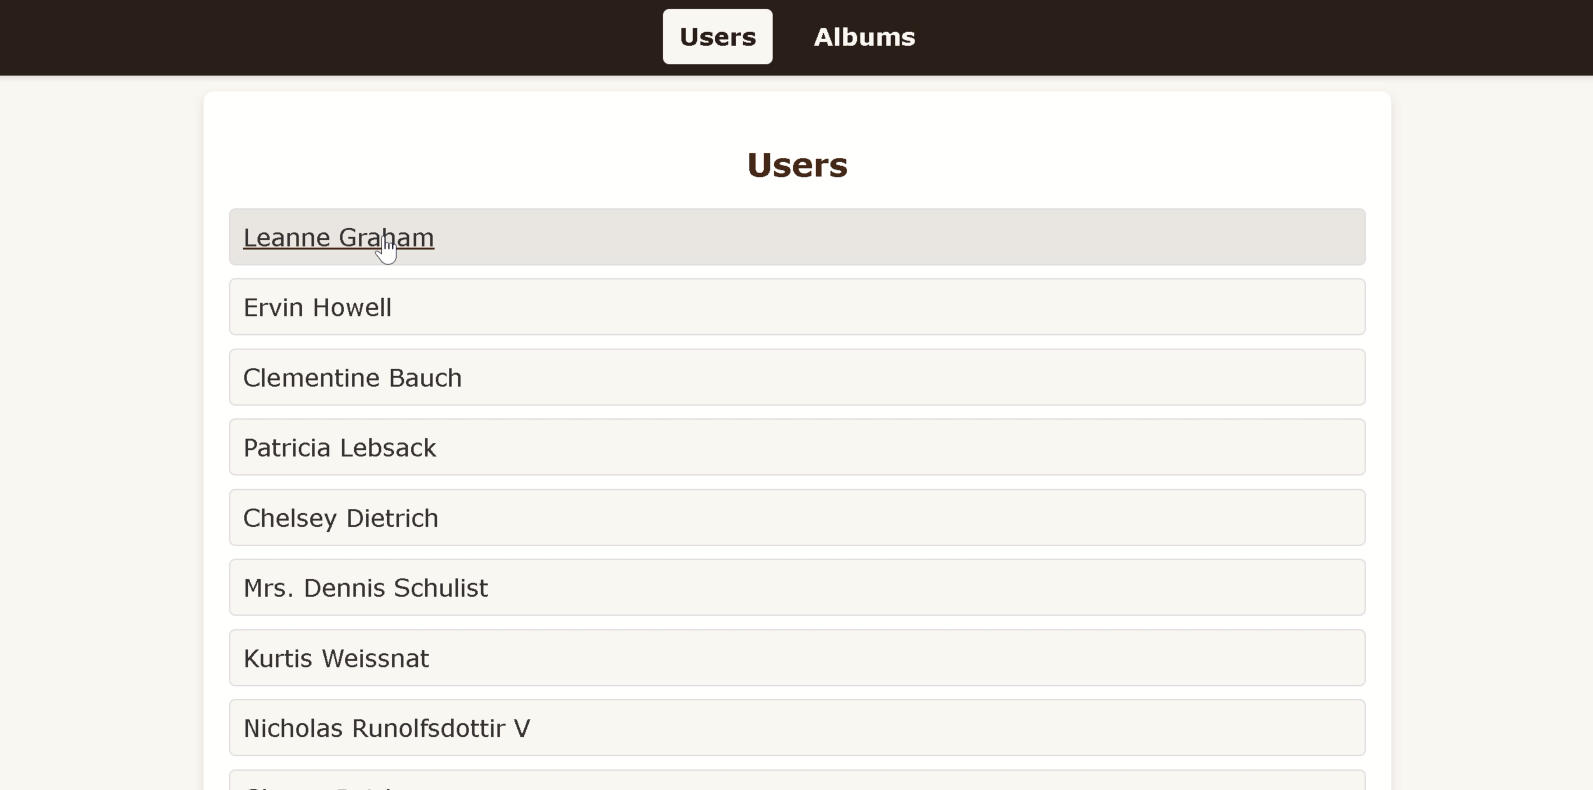 Users Albums
Users
Leanne Graham
Ervin Howell
Clementine Bauch
Patricia Lebsack
Chelsey Dietrich
Mrs. Dennis Schulist
Kurtis Weissnat
Nicholas Runolfsdottir V